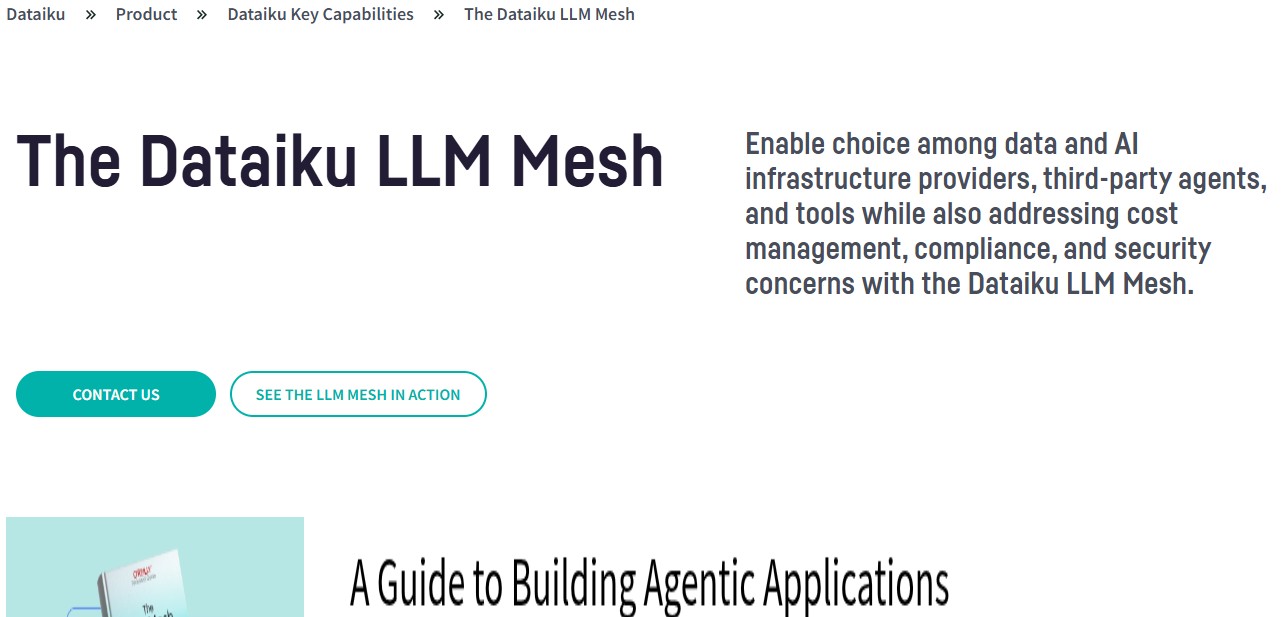 Dataiku » Product » Dataiku Key Capabilities » The Dataiku LLM Mesh
The Dataiku LLM Mesh
Enable choice among data and AI
infrastructure providers, third-party agents,
and tools while also addressing cost
management, compliance, and security
concerns with the Dataiku LLM Mesh.
CONTACT US
SEE THE LLM MESH IN ACTION
O'REILLY
The
A Guide to Building Agentic Applications